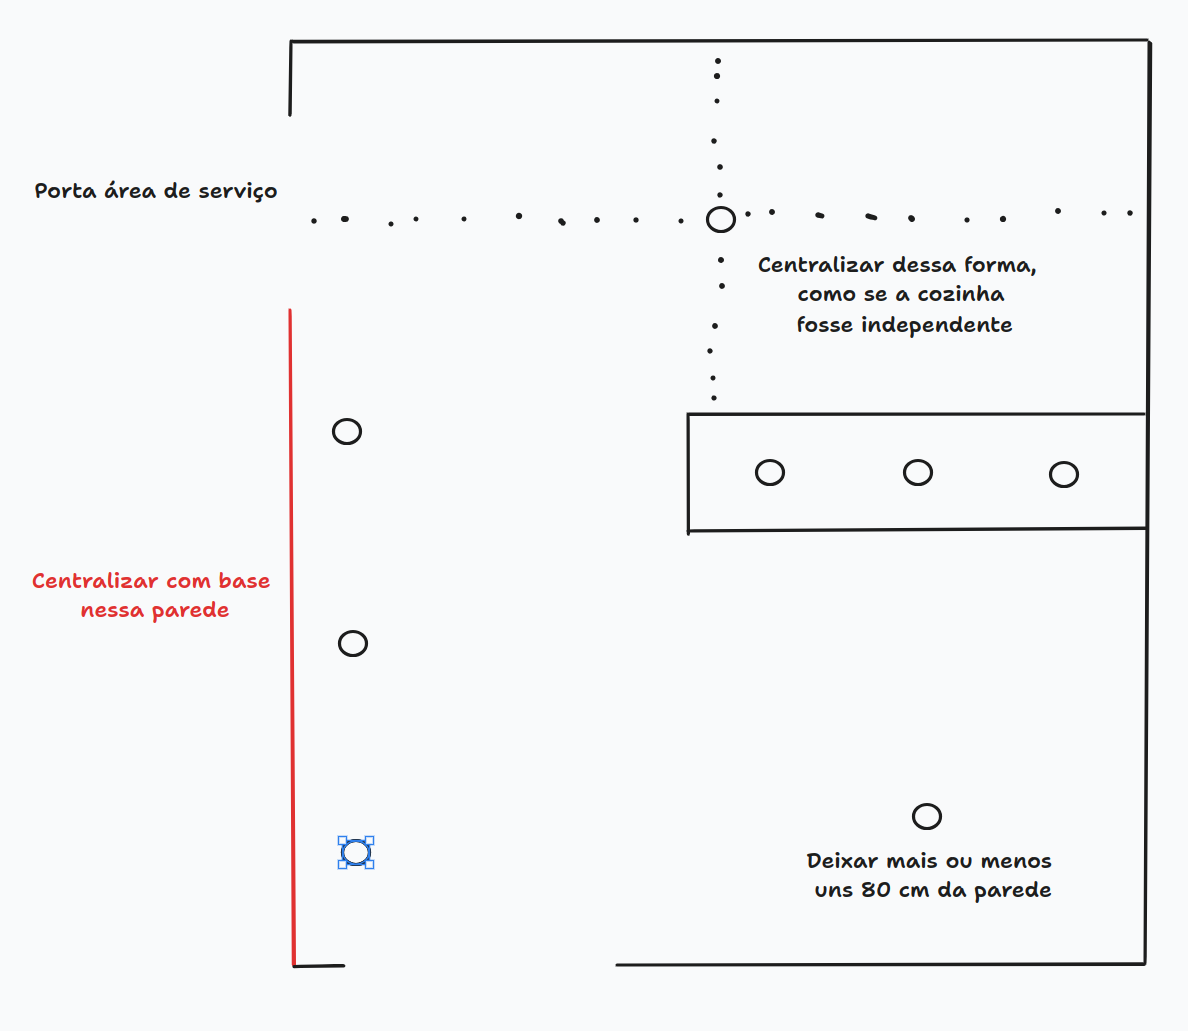 Porta área de serviço
Centralizar dessa forma,
como se a cozinha
fosse independente
Centralizar com base
nessa parede
Deixar mais ou menos
uns 80 cm da parede